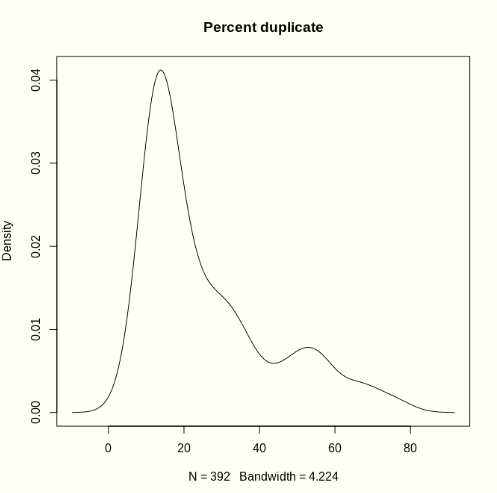 Percent duplicate
Density
0.04
0.03
0.02
0.01
0.00
0 20 40 60 80
N = 392 Bandwidth = 4.224